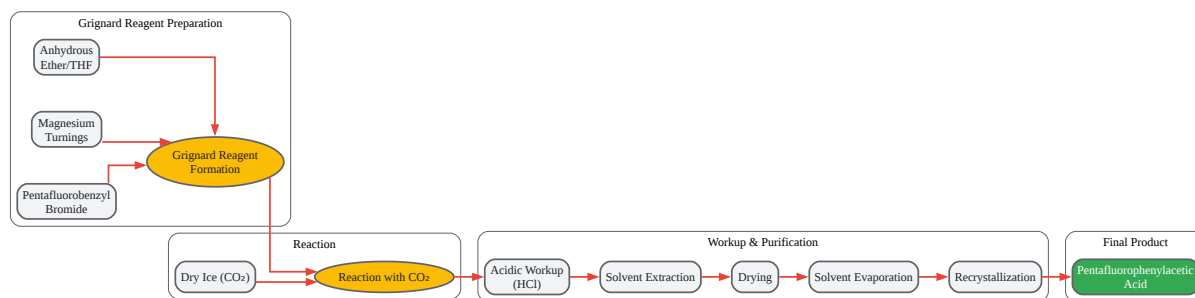 Grignard Reagent Preparation
Anhydrous
Ether/THF
Magnesium
Turnings
Grignard Reagent
Formation
Pentafluorobenzyl
Bromide
Reaction
Dry Ice (CO₂)
Reaction with CO₂
Workup & Purification
Acidic Workup
(HCl)
Solvent Extraction
Drying
Solvent Evaporation
Recrystallization
Final Product
Pentafluorophenylacetic
Acid